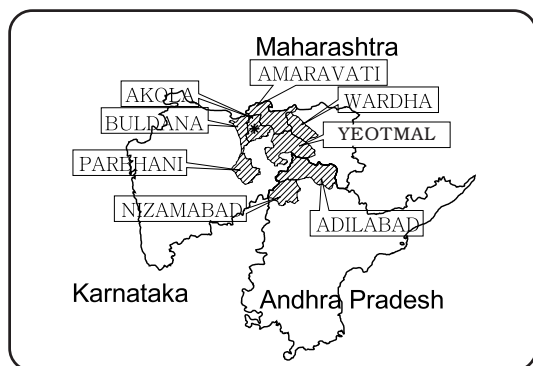 Maharashtra
AMARAVATI
AKOLA
WARDHA
BULDANA
YEOTMAL
PARBHANI
NIZAMABAD
ADILABAD
Karnataka
Andhra Pradesh